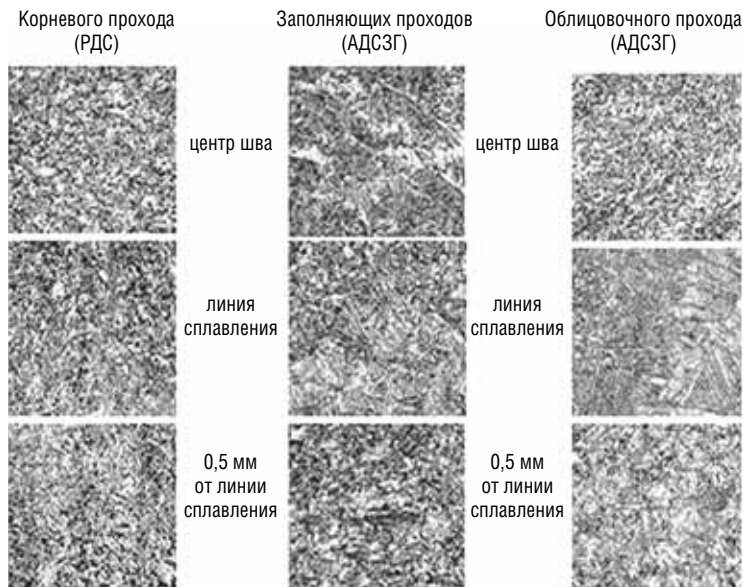 Корневого прохода
(РДС)
Заполняющих проходов
(АДСЗГ)
Облицовочного прохода
(АДСЗГ)
центр шва
центр шва
линия
сплавления
линия
сплавления
0,5 мм
от линии
сплавления
0,5 мм
от линии
сплавления